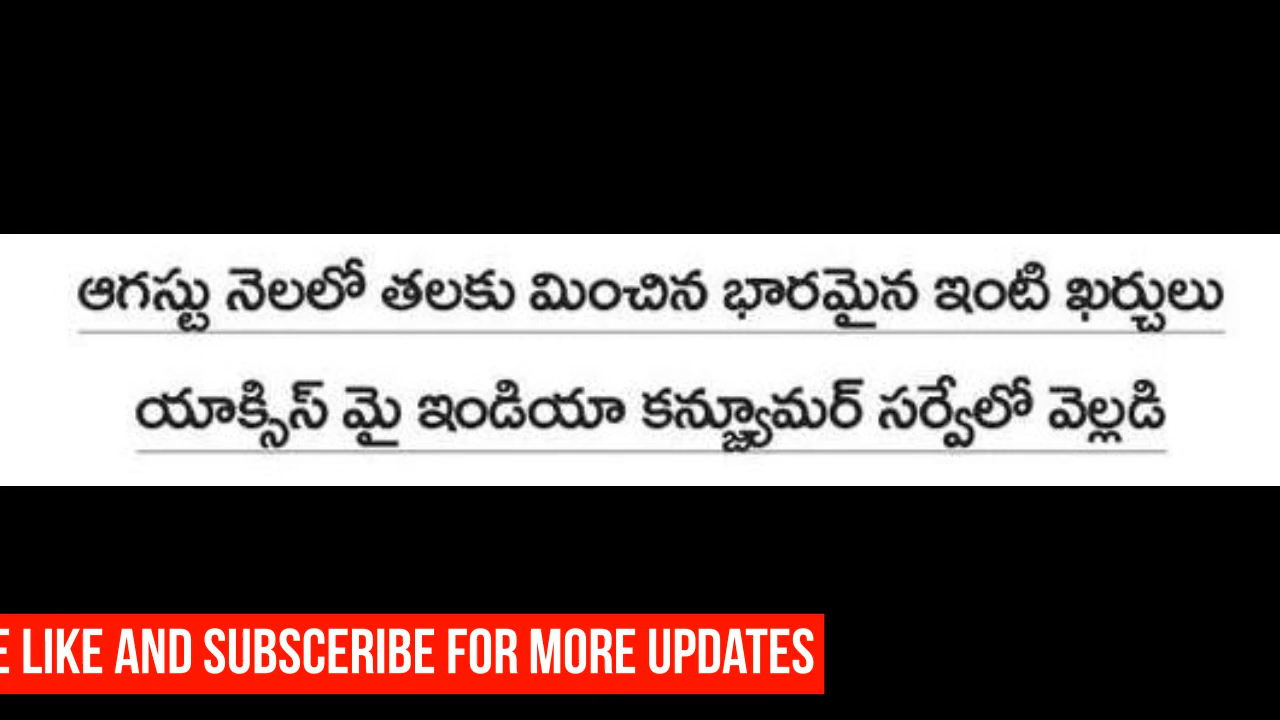 ఆగస్టు నెలలో తలకు మించిన భారమైన ఇంటి ఖర్చులు
యాక్సిస్ మై ఇండియా కన్జ్యూమర్ సర్వేలో వెల్లడి
E LIKE AND SUBSCERIBE FOR MORE UPDATES